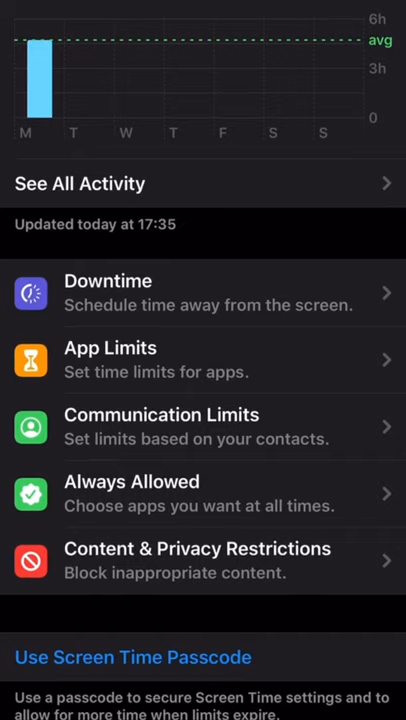 6h
avg
3h
0
M T W T F S S
See All Activity
Updated today at 17:35
Downtime
Schedule time away from the screen.
App Limits
Set time limits for apps.
Communication Limits
Set limits based on your contacts.
Always Allowed
Choose apps you want at all times.
Content & Privacy Restrictions
Block inappropriate content.
Use Screen Time Passcode
Use a passcode to secure Screen Time settings and to
allow for more time when limits expire.